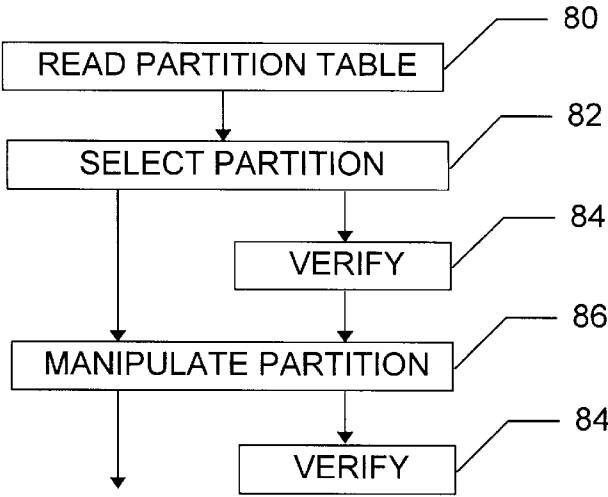 80
READ PARTITION TABLE
82
SELECT PARTITION
84
VERIFY
86
MANIPULATE PARTITION
84
VERIFY